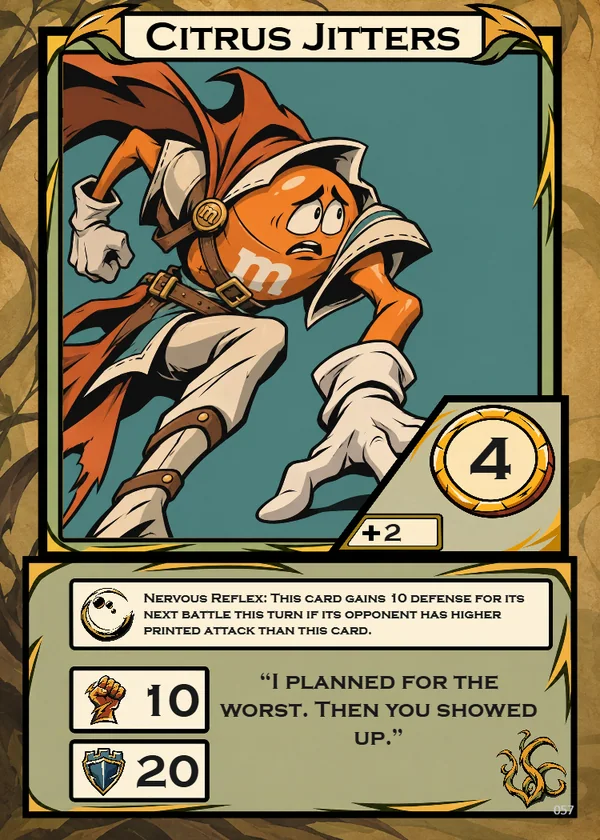 Citrus Jitters
m
m
4
+2
Nervous Reflex: This card gains 10 defense for its
next battle this turn if its opponent has higher
printed attack than this card.
10
“I planned for the
worst. Then you showed
up.”
20
057